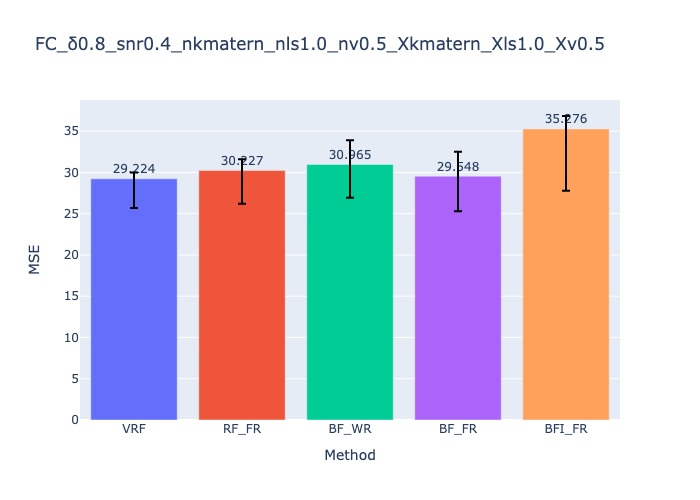 FC_δ0.8_snr0.4_nkmatern_nls1.0_nv0.5_Xkmatern_Xls1.0_Xv0.5
MSE
35
30
25
20
15
10
5
0
29.224
30.227
30.965
29.548
35.276
VRF
RF_FR
BF_WR
BF_FR
BFI_FR
Method